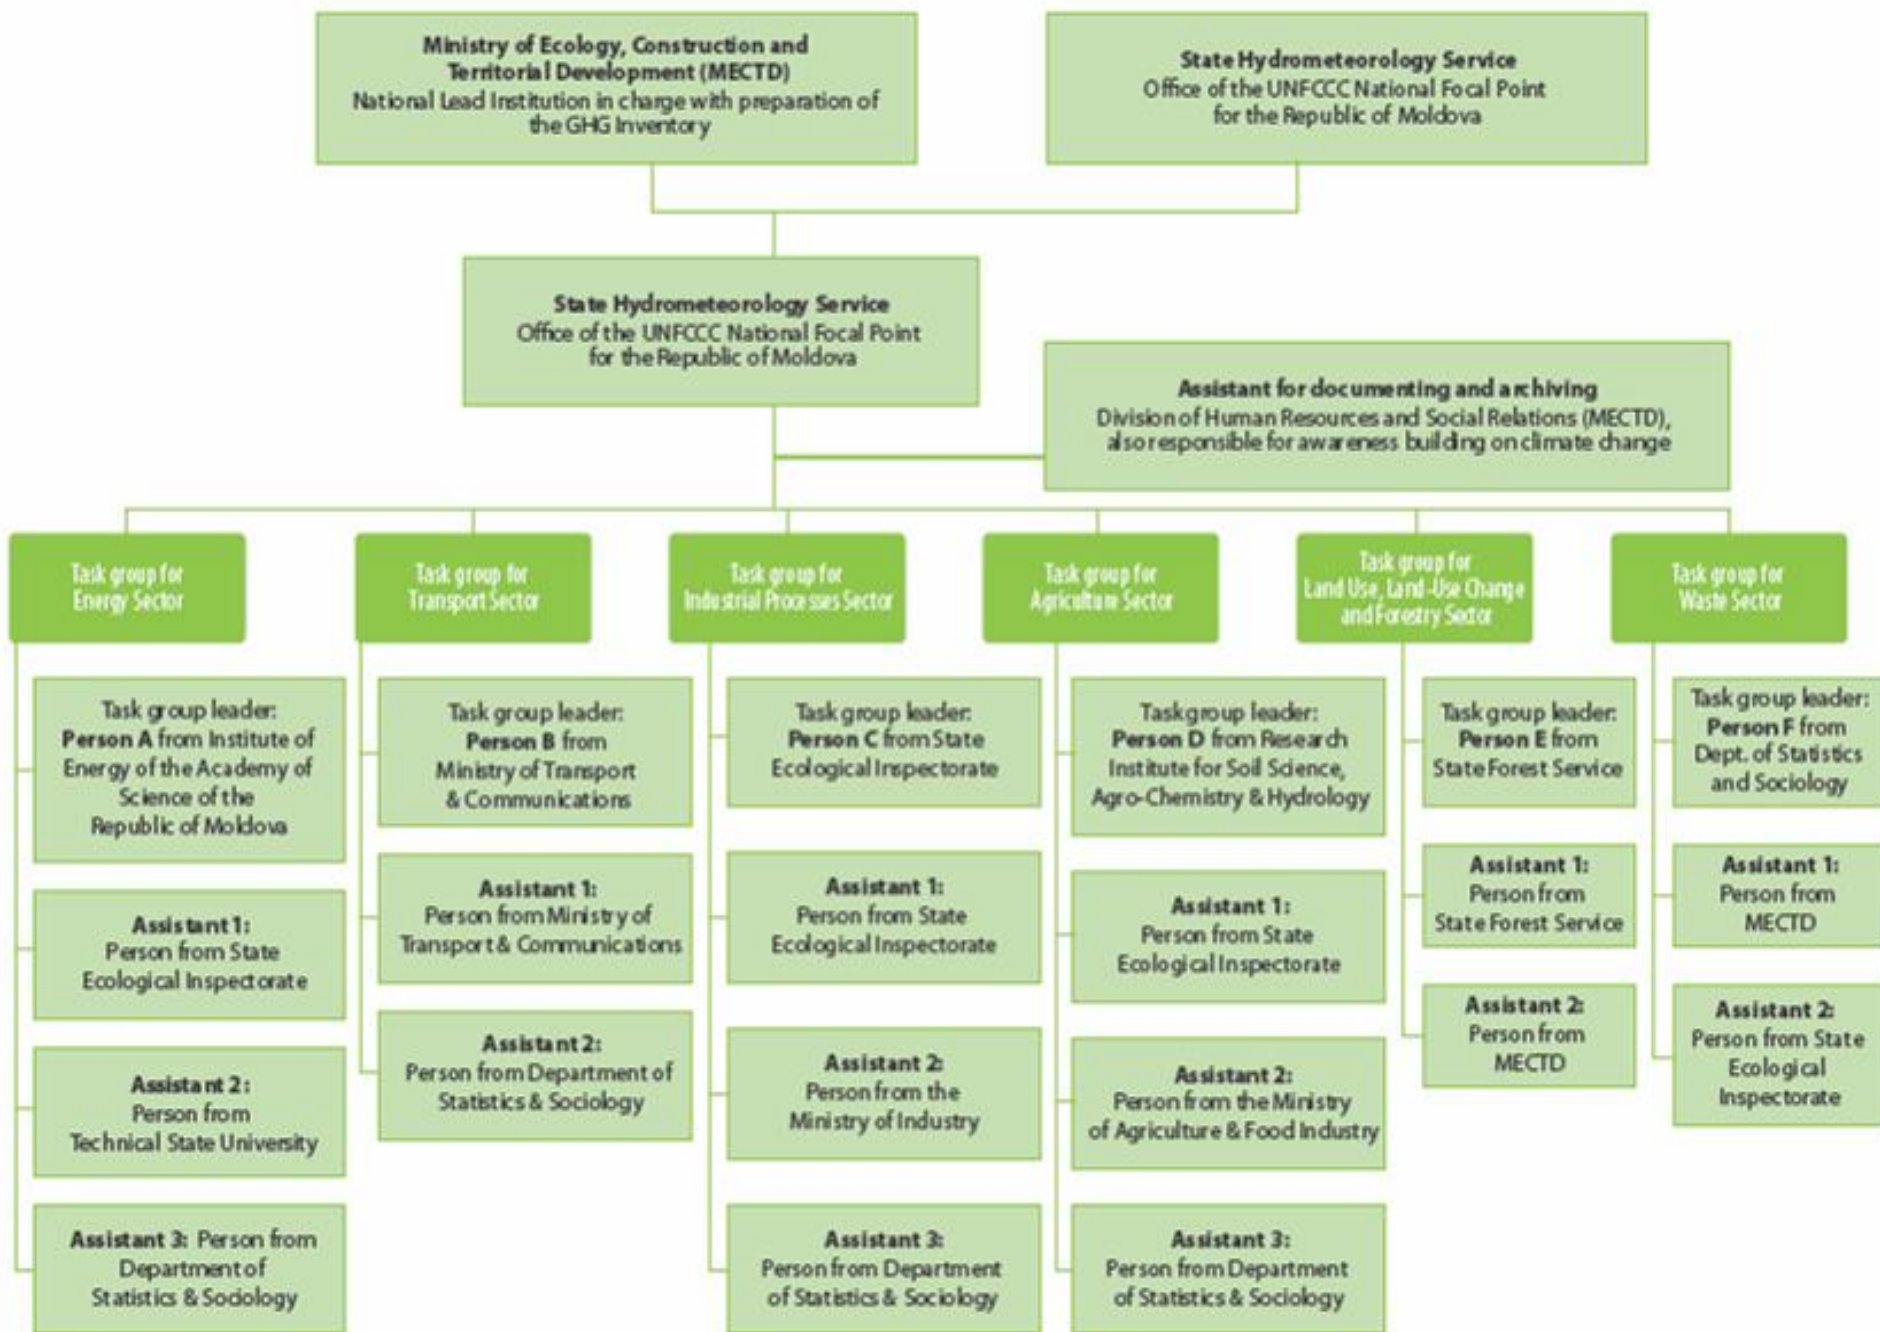 Ministry of Ecology, Construction and
Territorial Development (MECTD)
National Lead Institution in charge with preparation of
the GHG Inventory
State Hydrometeorology Service
Office of the UNFCCC National Focal Point
for the Republic of Moldova
State Hydrometeorology Service
Office of the UNFCCC National Focal Point
for the Republic of Moldova
Assistant for documenting and archiving
Division of Human Resources and Social Relations (MECTD),
also responsible for awareness building on climate change
Task group for
Energy Sector
Task group for
Transport Sector
Task group for
Industrial Processes Sector
Task group for
Agriculture Sector
Task group for
Land Use, Land-Use Change
and Forestry Sector
Task group for
Waste Sector
Task group leader:
Person A from Institute of
Energy of the Academy of
Science of the
Republic of Moldova
Assistant 1:
Person from State
Ecological Inspectorate
Assistant 2:
Person from
Technical State University
Assistant 3: Person from
Department of
Statistics & Sociology
Task group leader:
Person B from
Ministry of Transport
& Communications
Assistant 1:
Person from Ministry of
Transport & Communications
Assistant 2:
Person from Department of
Statistics & Sociology
Task group leader:
Person C from State
Ecological Inspectorate
Assistant 1:
Person from State
Ecological Inspectorate
Assistant 2:
Person from the
Ministry of Industry
Assistant 3:
Person from Department
of Statistics & Sociology
Task group leader:
Person D from Research
Institute for Soil Science,
Agro-Chemistry & Hydrology
Assistant 1:
Person from State
Ecological Inspectorate
Assistant 2:
Person from the Ministry
of Agriculture & Food Industry
Assistant 3:
Person from Department
of Statistics & Sociology
Task group leader:
Person E from
State Forest Service
Assistant 1:
Person from
State Forest Service
Assistant 2:
Person from
MECTD
Task group leader:
Person F from
Dept. of Statistics
and Sociology
Assistant 1:
Person from
MECTD
Assistant 2:
Person from State
Ecological
Inspectorate